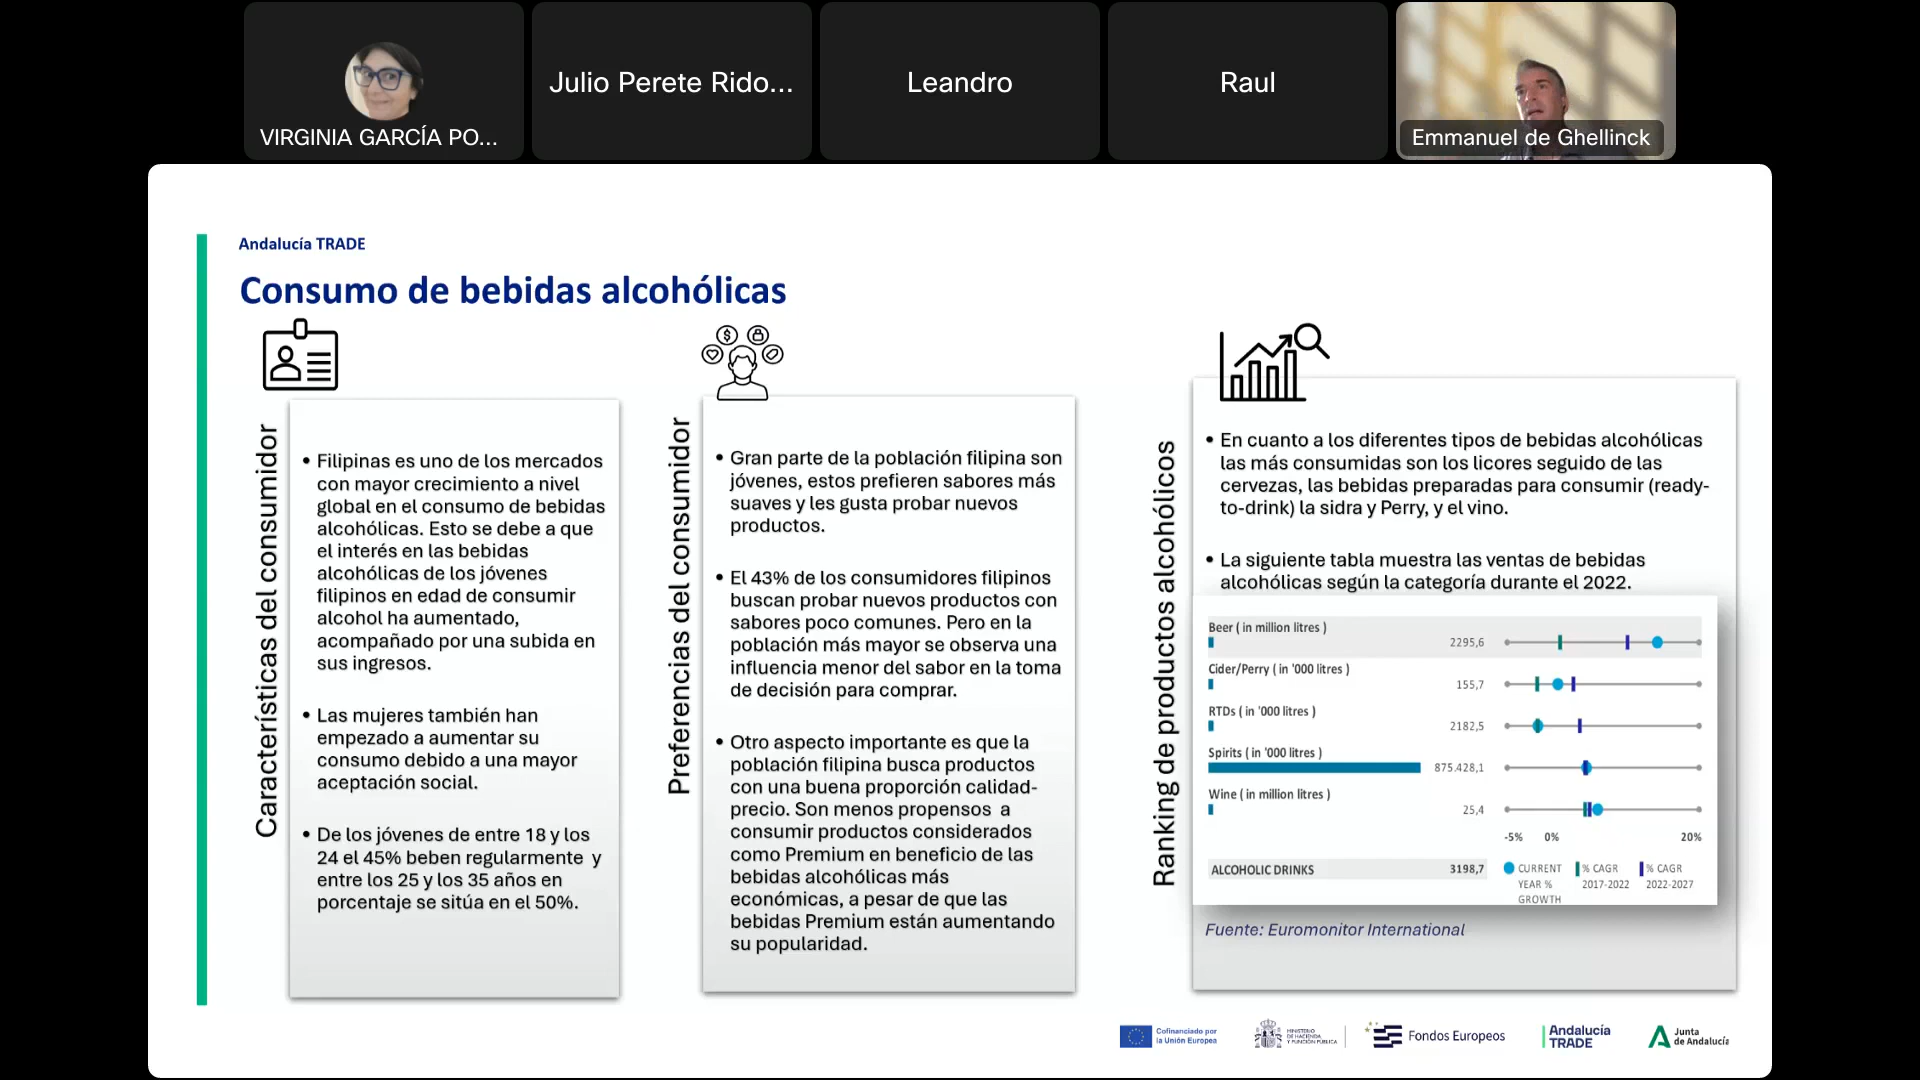 VIRGINIA GARCÍA PO...
Julio Perete Rido...
Leandro
Raul
Emmanuel de Ghellinck
Andalucía TRADE
Consumo de bebidas alcohólicas
Características del consumidor
• Filipinas es uno de los mercados
con mayor crecimiento a nivel
global en el consumo de bebidas
alcohólicas. Esto se debe a que
el interés en las bebidas
alcohólicas de los jóvenes
filipinos en edad de consumir
alcohol ha aumentado,
acompañado por una subida en
sus ingresos.
• Las mujeres también han
empezado a aumentar su
consumo debido a una mayor
aceptación social.
• De los jóvenes de entre 18 y los
24 el 45% beben regularmente y
entre los 25 y los 35 años en
porcentaje se sitúa en el 50%.
Preferencias del consumidor
• Gran parte de la población filipina son
jóvenes, estos prefieren sabores más
suaves y les gusta probar nuevos
productos.
• El 43% de los consumidores filipinos
buscan probar nuevos productos con
sabores poco comunes. Pero en la
población más mayor se observa una
influencia menor del sabor en la toma
de decisión para comprar.
• Otro aspecto importante es que la
población filipina busca productos
con una buena proporción calidad-
precio. Son menos propensos a
consumir productos considerados
como Premium en beneficio de las
bebidas alcohólicas más
económicas, a pesar de que las
bebidas Premium están aumentando
su popularidad.
Ranking de productos alcohólicos
• En cuanto a los diferentes tipos de bebidas alcohólicas
las más consumidas son los licores seguido de las
cervezas, las bebidas preparadas para consumir (ready-
to-drink) la sidra y Perry, y el vino.
• La siguiente tabla muestra las ventas de bebidas
alcohólicas según la categoría durante el 2022.
Beer ( in million litres )
2295,6
Cider/Perry ( in '000 litres )
155,7
RTDs ( in '000 litres )
2182,5
Spirits ( in '000 litres )
875.428,1
Wine ( in million litres )
25,4
-5% 0% 20%
ALCOHOLIC DRINKS 3198,7
CURRENT YEAR % GROWTH
% CAGR 2017-2022
% CAGR 2022-2027
Fuente: Euromonitor International
Cofinanciado por
la Unión Europea
MINISTERIO
DE HACIENDA
Y FUNCIÓN PÚBLICA
Fondos Europeos
Andalucía
TRADE
Junta
de Andalucía